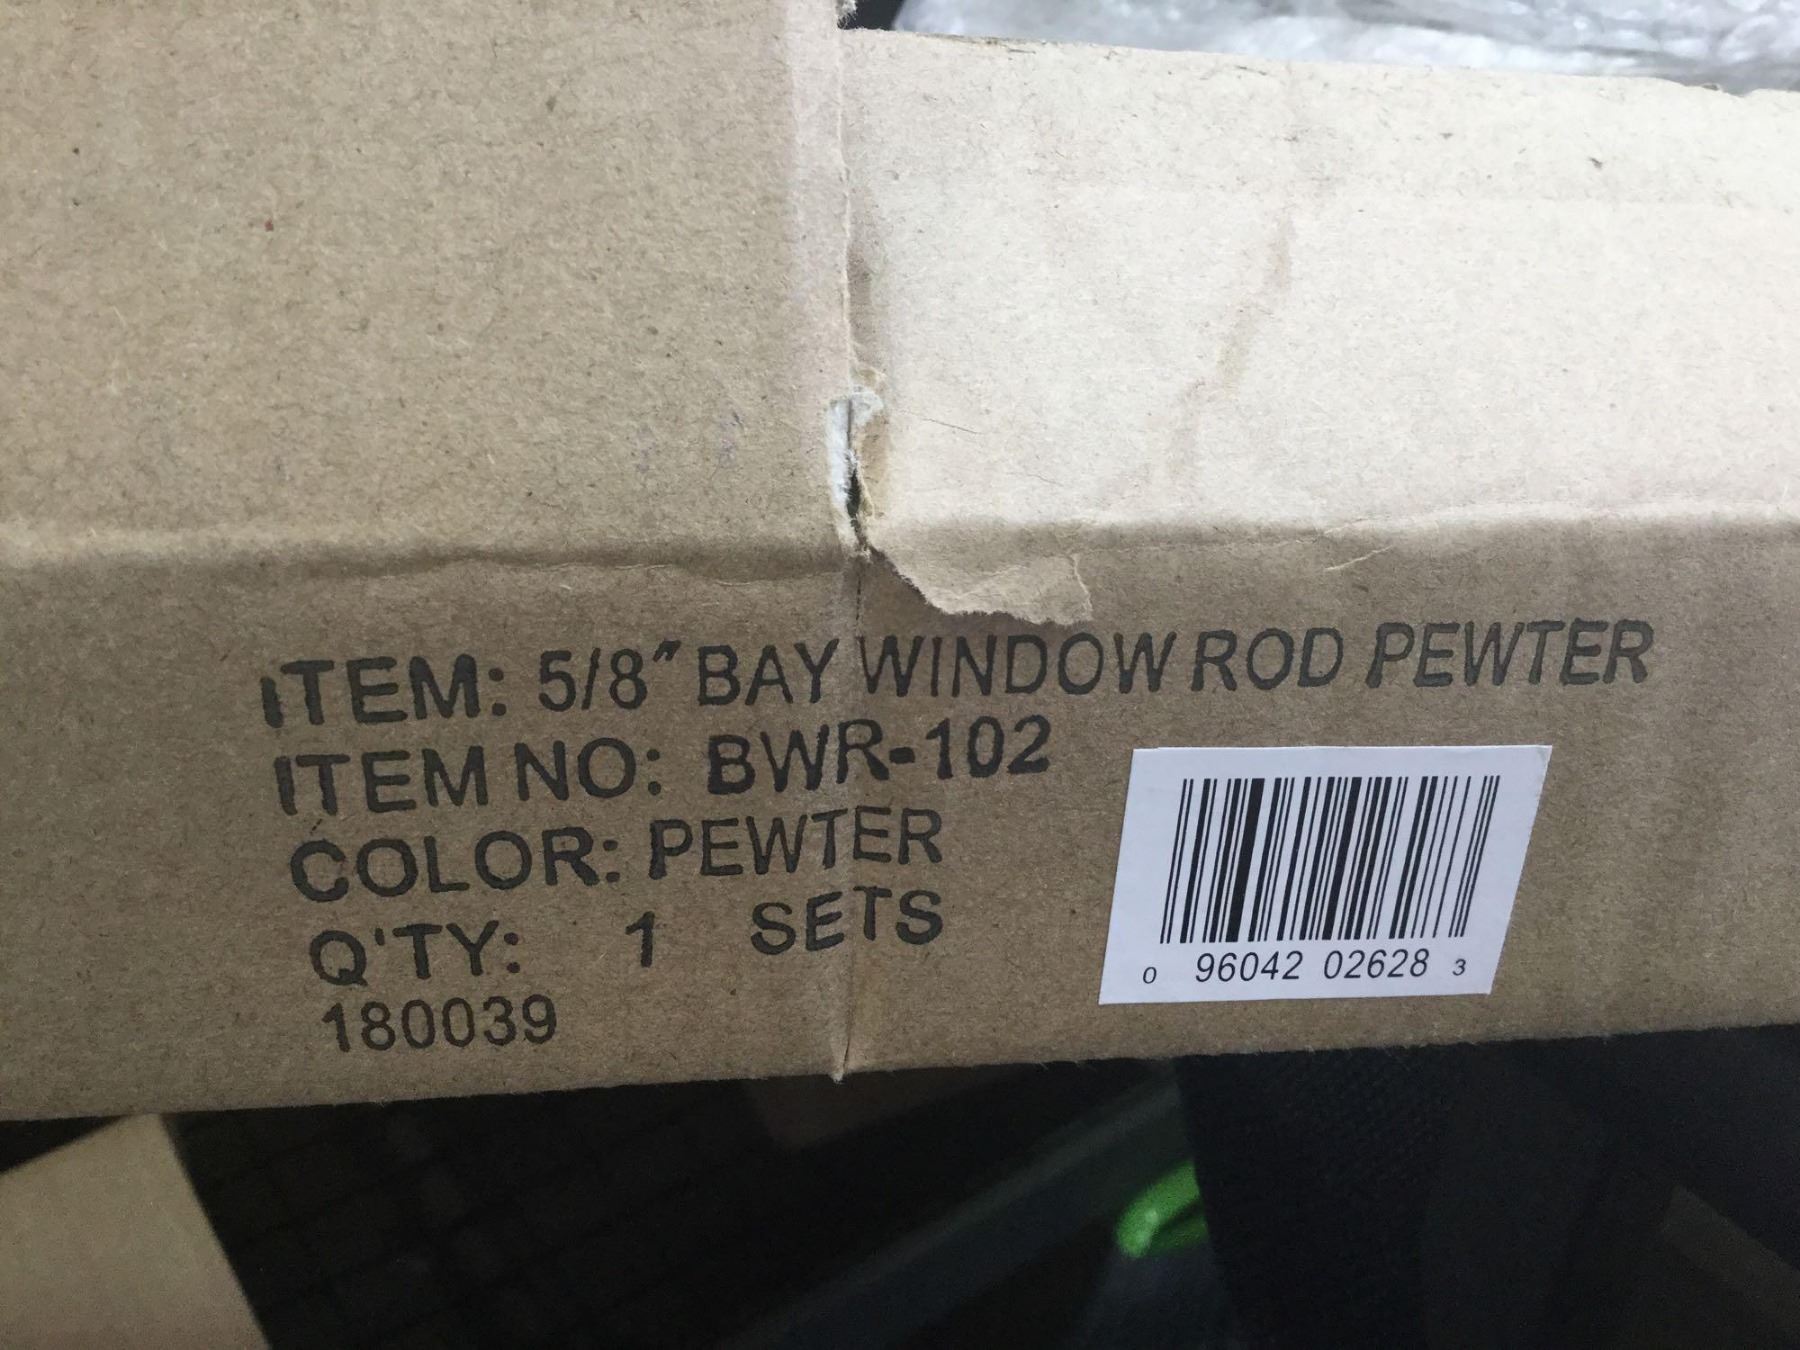 ITEM: 5/8" BAY WINDOW ROD PEWTER
ITEM NO: BWR-102
COLOR: PEWTER
Q'TY: 1 SETS
180039
0 96042 02628 3